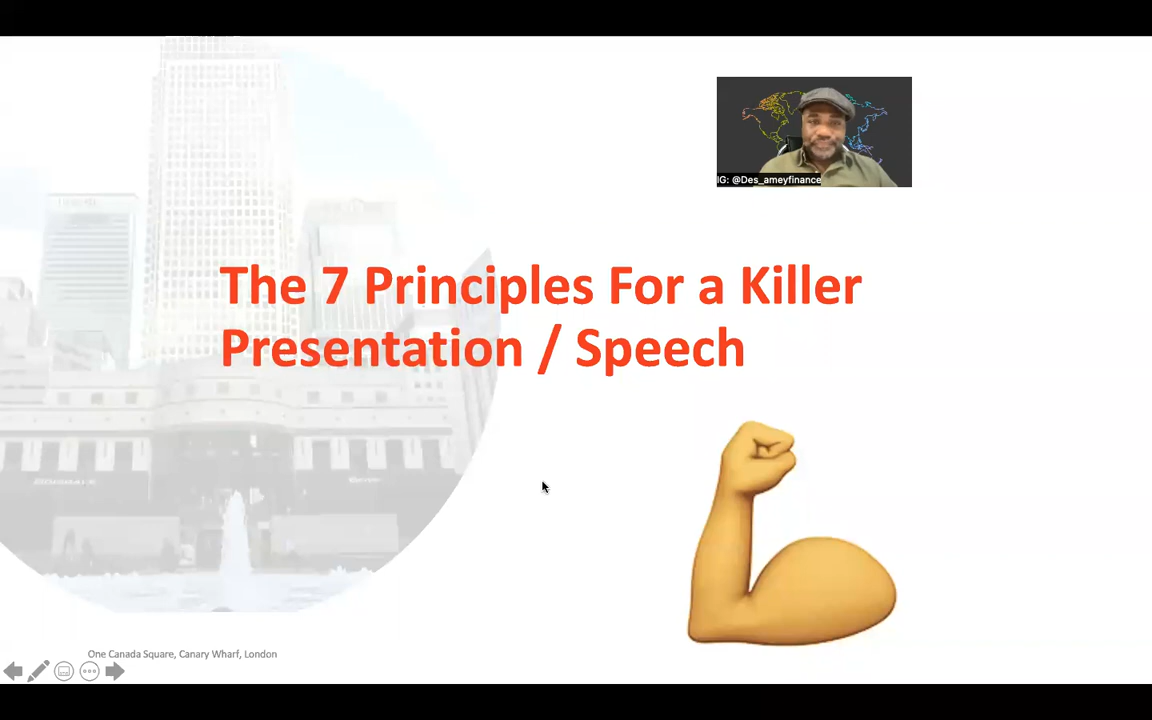 IG: @Des_ameyfinance
The 7 Principles For a Killer
Presentation / Speech
One Canada Square, Canary Wharf, London